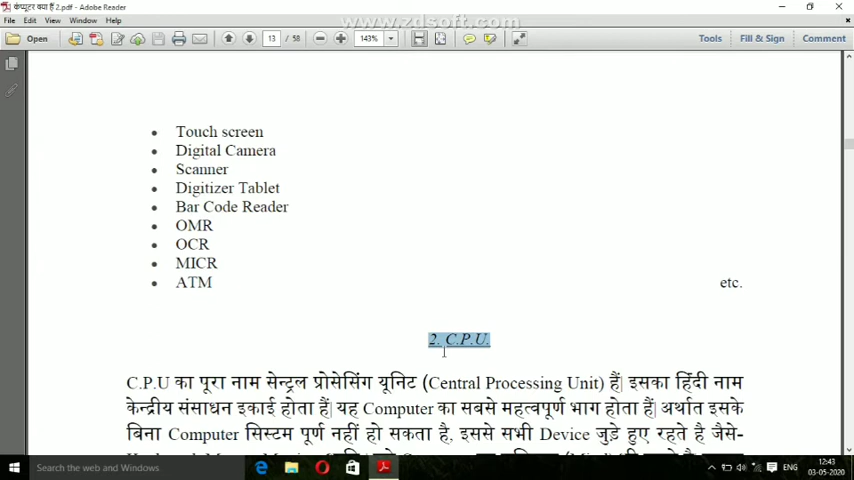 कंप्यूटर क्या हैं 2.pdf - Adobe Reader
www.zdsoft.com
File Edit View Window Help
Open 13 / 58 143% Tools Fill & Sign Comment
• Touch screen
• Digital Camera
• Scanner
• Digitizer Tablet
• Bar Code Reader
• OMR
• OCR
• MICR
• ATM etc.
2. C.P.U.
C.P.U का पूरा नाम सेन्ट्रल प्रोसेसिंग यूनिट (Central Processing Unit) हैं| इसका हिंदी नाम
केन्द्रीय संसाधन इकाई होता हैं| यह Computer का सबसे महत्वपूर्ण भाग होता हैं| अर्थात इसके
बिना Computer सिस्टम पूर्ण नहीं हो सकता है, इससे सभी Device जुड़े हुए रहते है जैसे-
Search the web and Windows
ENG 12:43
03-05-2020